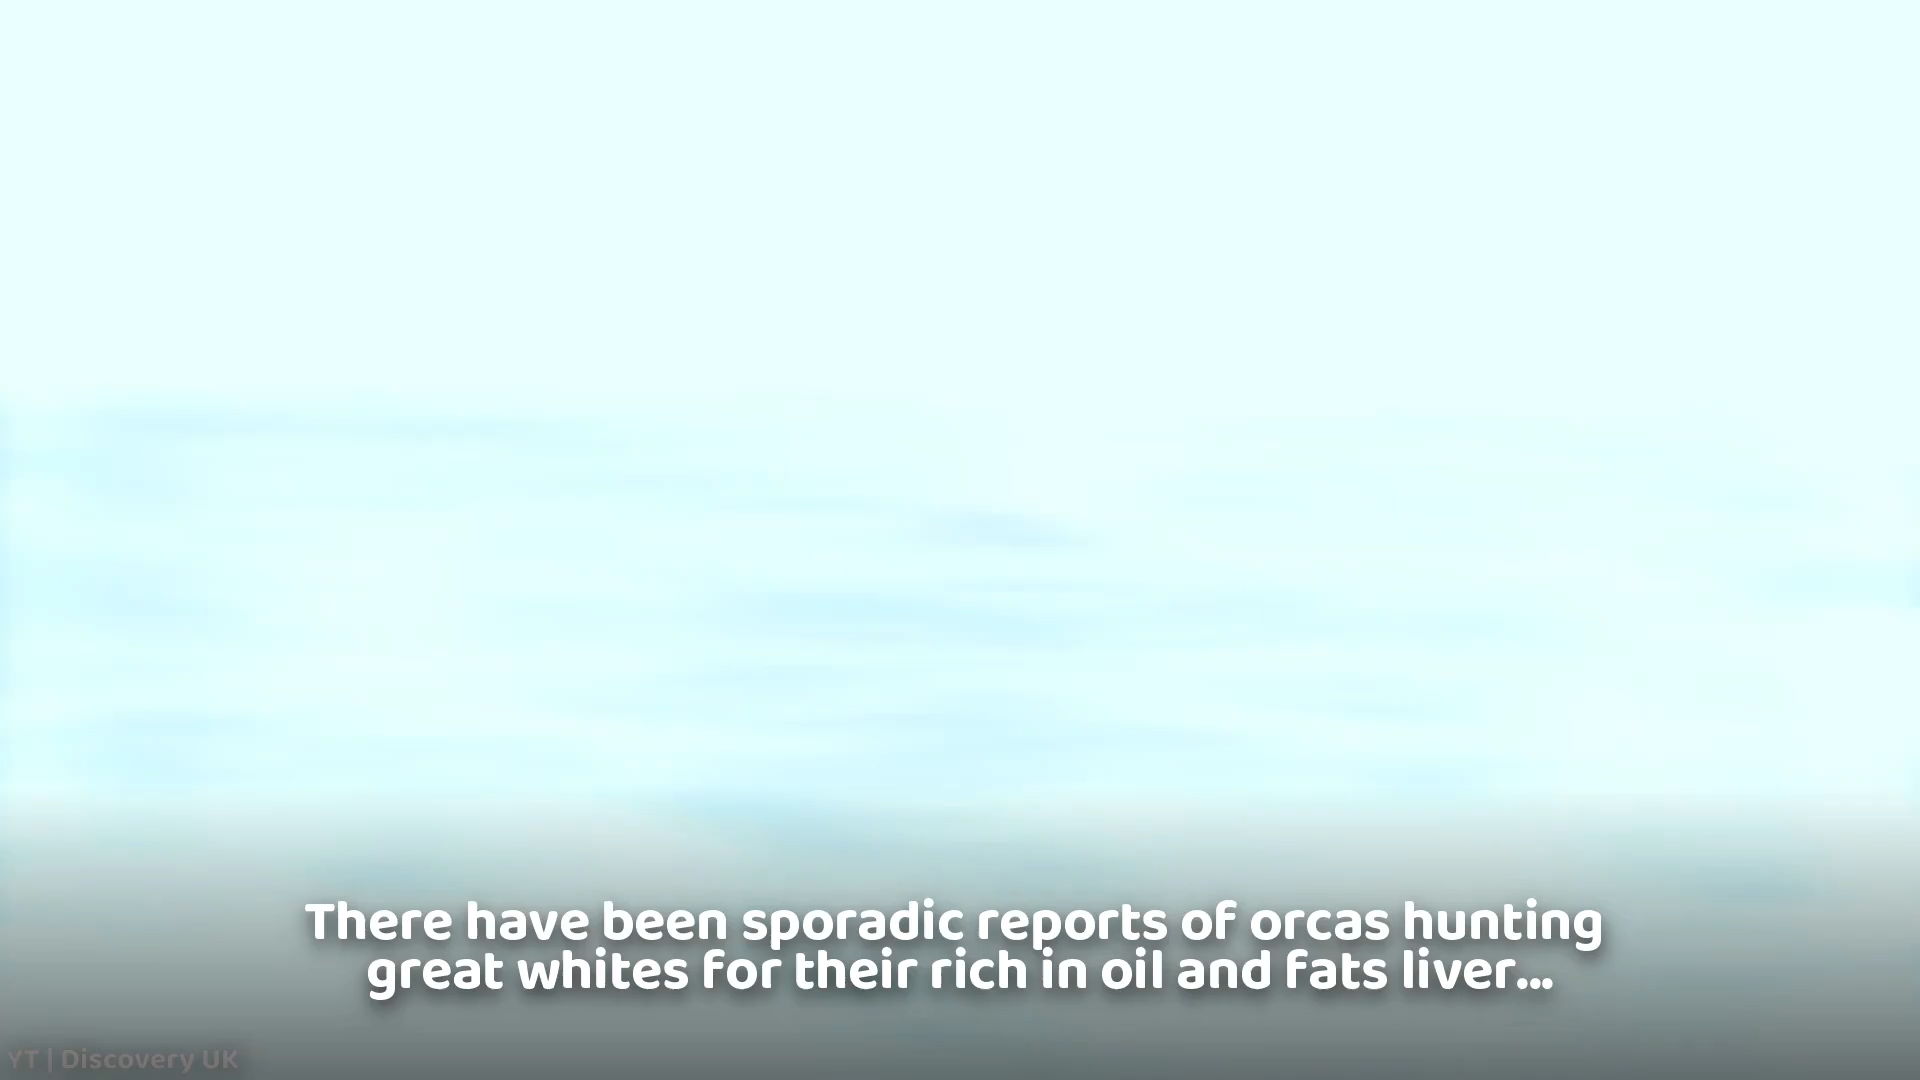 There have been sporadic reports of orcas hunting
great whites for their rich in oil and fats liver...
YT | Discovery UK